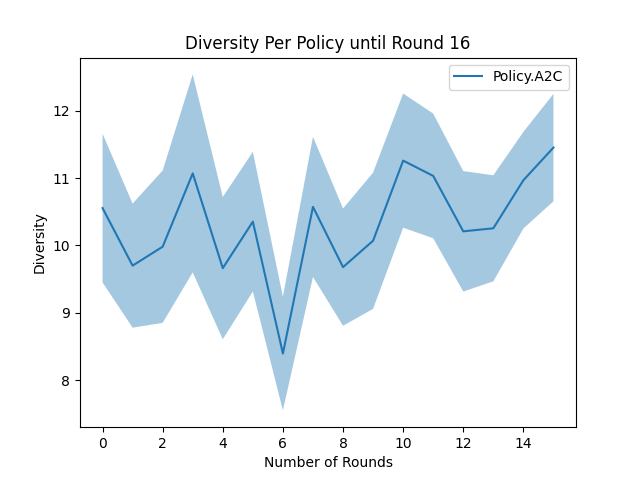 Diversity Per Policy until Round 16
Policy.A2C
12
11
10
9
8
Diversity
0 2 4 6 8 10 12 14
Number of Rounds